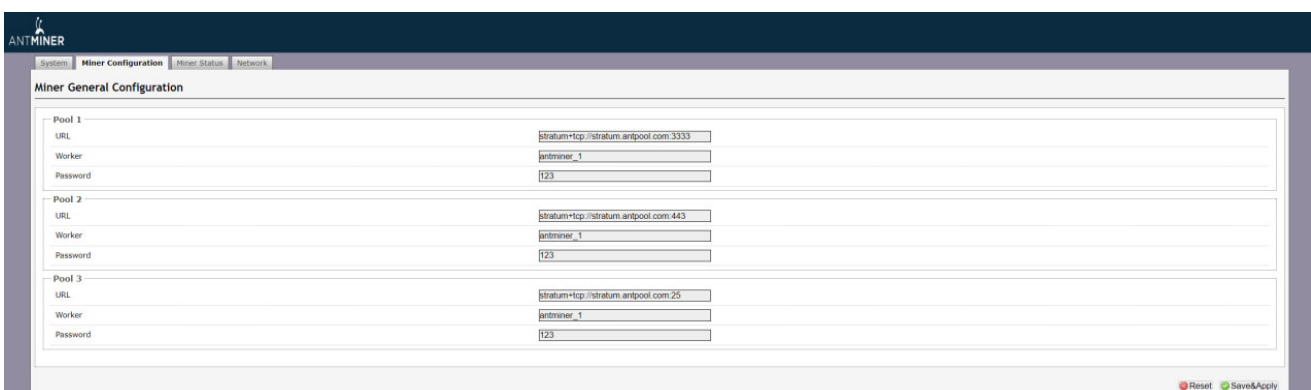 ANTMINER
System Miner Configuration Miner Status Network
Miner General Configuration
Pool 1
URL stratum+tcp://stratum.antpool.com:3333
Worker antminer_1
Password 123
Pool 2
URL stratum+tcp://stratum.antpool.com:443
Worker antminer_1
Password 123
Pool 3
URL stratum+tcp://stratum.antpool.com:25
Worker antminer_1
Password 123
Reset Save&Apply